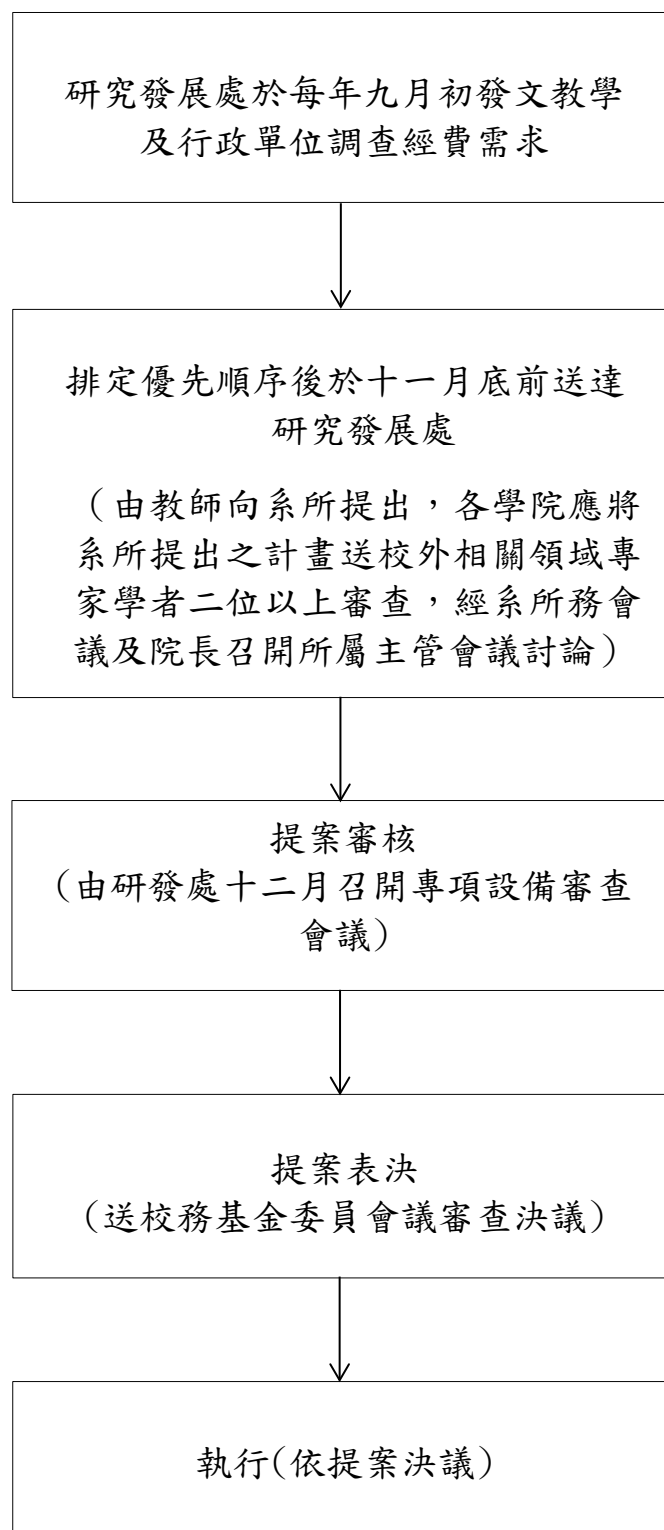 研究發展處於每年九月初發文教學
及行政單位調查經費需求
排定優先順序後於十一月底前送達
研究發展處
（由教師向系所提出，各學院應將
系所提出之計畫送校外相關領域專
家學者二位以上審查，經系所務會
議及院長召開所屬主管會議討論）
提案審核
(由研發處十二月召開專項設備審查
會議)
提案表決
(送校務基金委員會議審查決議)
執行(依提案決議)